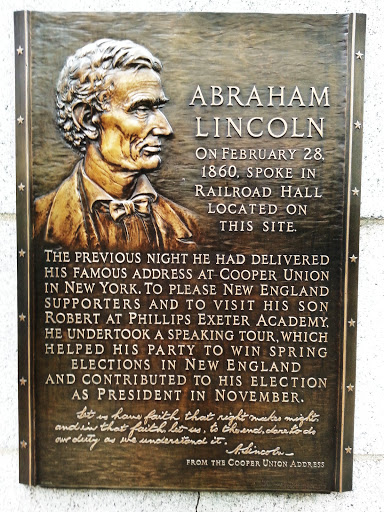 ABRAHAM
LINCOLN
ON FEBRUARY 28,
1860, SPOKE IN
RAILROAD HALL
LOCATED ON
THIS SITE.
THE PREVIOUS NIGHT HE HAD DELIVERED
HIS FAMOUS ADDRESS AT COOPER UNION
IN NEW YORK. TO PLEASE NEW ENGLAND
SUPPORTERS AND TO VISIT HIS SON
ROBERT AT PHILLIPS EXETER ACADEMY,
HE UNDERTOOK A SPEAKING TOUR, WHICH
HELPED HIS PARTY TO WIN SPRING
ELECTIONS IN NEW ENGLAND
AND CONTRIBUTED TO HIS ELECTION
AS PRESIDENT IN NOVEMBER.
Let us have faith that right makes might,
and in that faith, let us, to the end, dare to do
our duty as we understand it.
A. Lincoln
FROM THE COOPER UNION ADDRESS